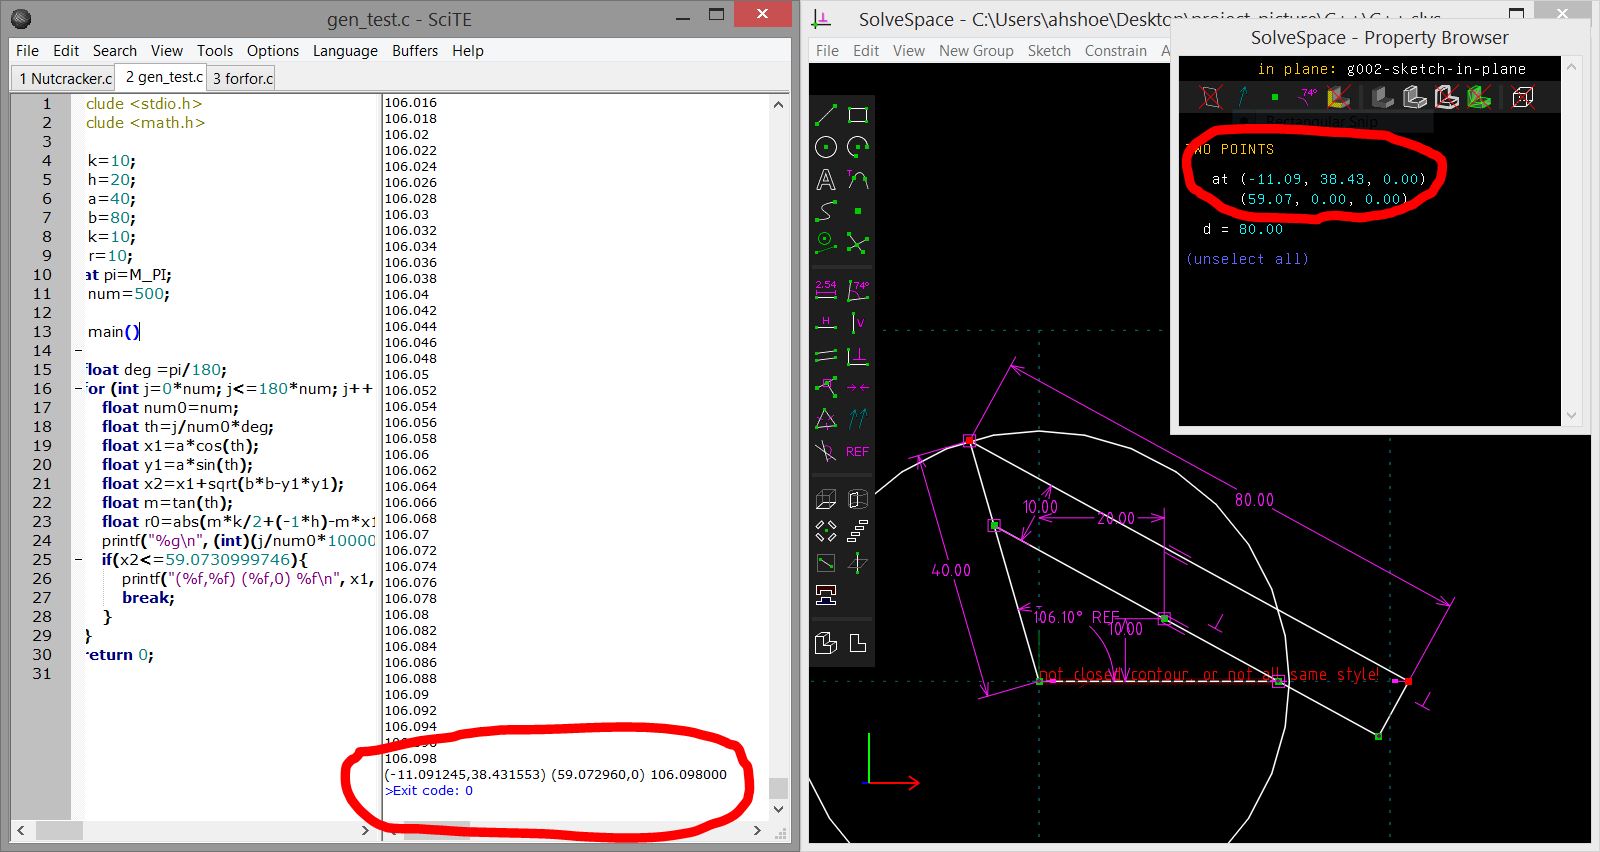 gen_test.c - SciTE
File Edit Search View Tools Options Language Buffers Help
1 Nutcracker.c 2 gen_test.c 3 forfor.c
1 clude <stdio.h>
2 clude <math.h>
3
4 k=10;
5 h=20;
6 a=40;
7 b=80;
8 k=10;
9 r=10;
10 at pi=M_PI;
11 num=500;
12
13 main()
14
15 float deg =pi/180;
16 for (int j=0*num; j<=180*num; j++
17 float num0=num;
18 float th=j/num0*deg;
19 float x1=a*cos(th);
20 float y1=a*sin(th);
21 float x2=x1+sqrt(b*b-y1*y1);
22 float m=tan(th);
23 float r0=abs(m*k/2+(-1*h)-m*x1
24 printf("%g\n", (int)(j/num0*10000
25 if(x2<=59.0730999746){
26 printf("(%f,%f) (%f,0) %f\n", x1,
27 break;
28 }
29 }
30 return 0;
31
106.016
106.018
106.02
106.022
106.024
106.026
106.028
106.03
106.032
106.034
106.036
106.038
106.04
106.042
106.044
106.046
106.048
106.05
106.052
106.054
106.056
106.058
106.06
106.062
106.064
106.066
106.068
106.07
106.072
106.074
106.076
106.078
106.08
106.082
106.084
106.086
106.088
106.09
106.092
106.094
106.096
106.098
(-11.091245,38.431553) (59.072960,0) 106.098000
>Exit code: 0
SolveSpace - C:\Users\ahshoe\Desktop\project_picture\C++\C++.slvs
File Edit View New Group Sketch Constrain A
SolveSpace - Property Browser
in plane: g002-sketch-in-plane
74°
Rectangular Snip
TWO POINTS
at (-11.09, 38.43, 0.00)
(59.07, 0.00, 0.00)
d = 80.00
(unselect all)
A T
2.54 74°
H V
REF
80.00
10.00
20.00
40.00
106.10° REF
10.00
not closed contour, or not all same style!